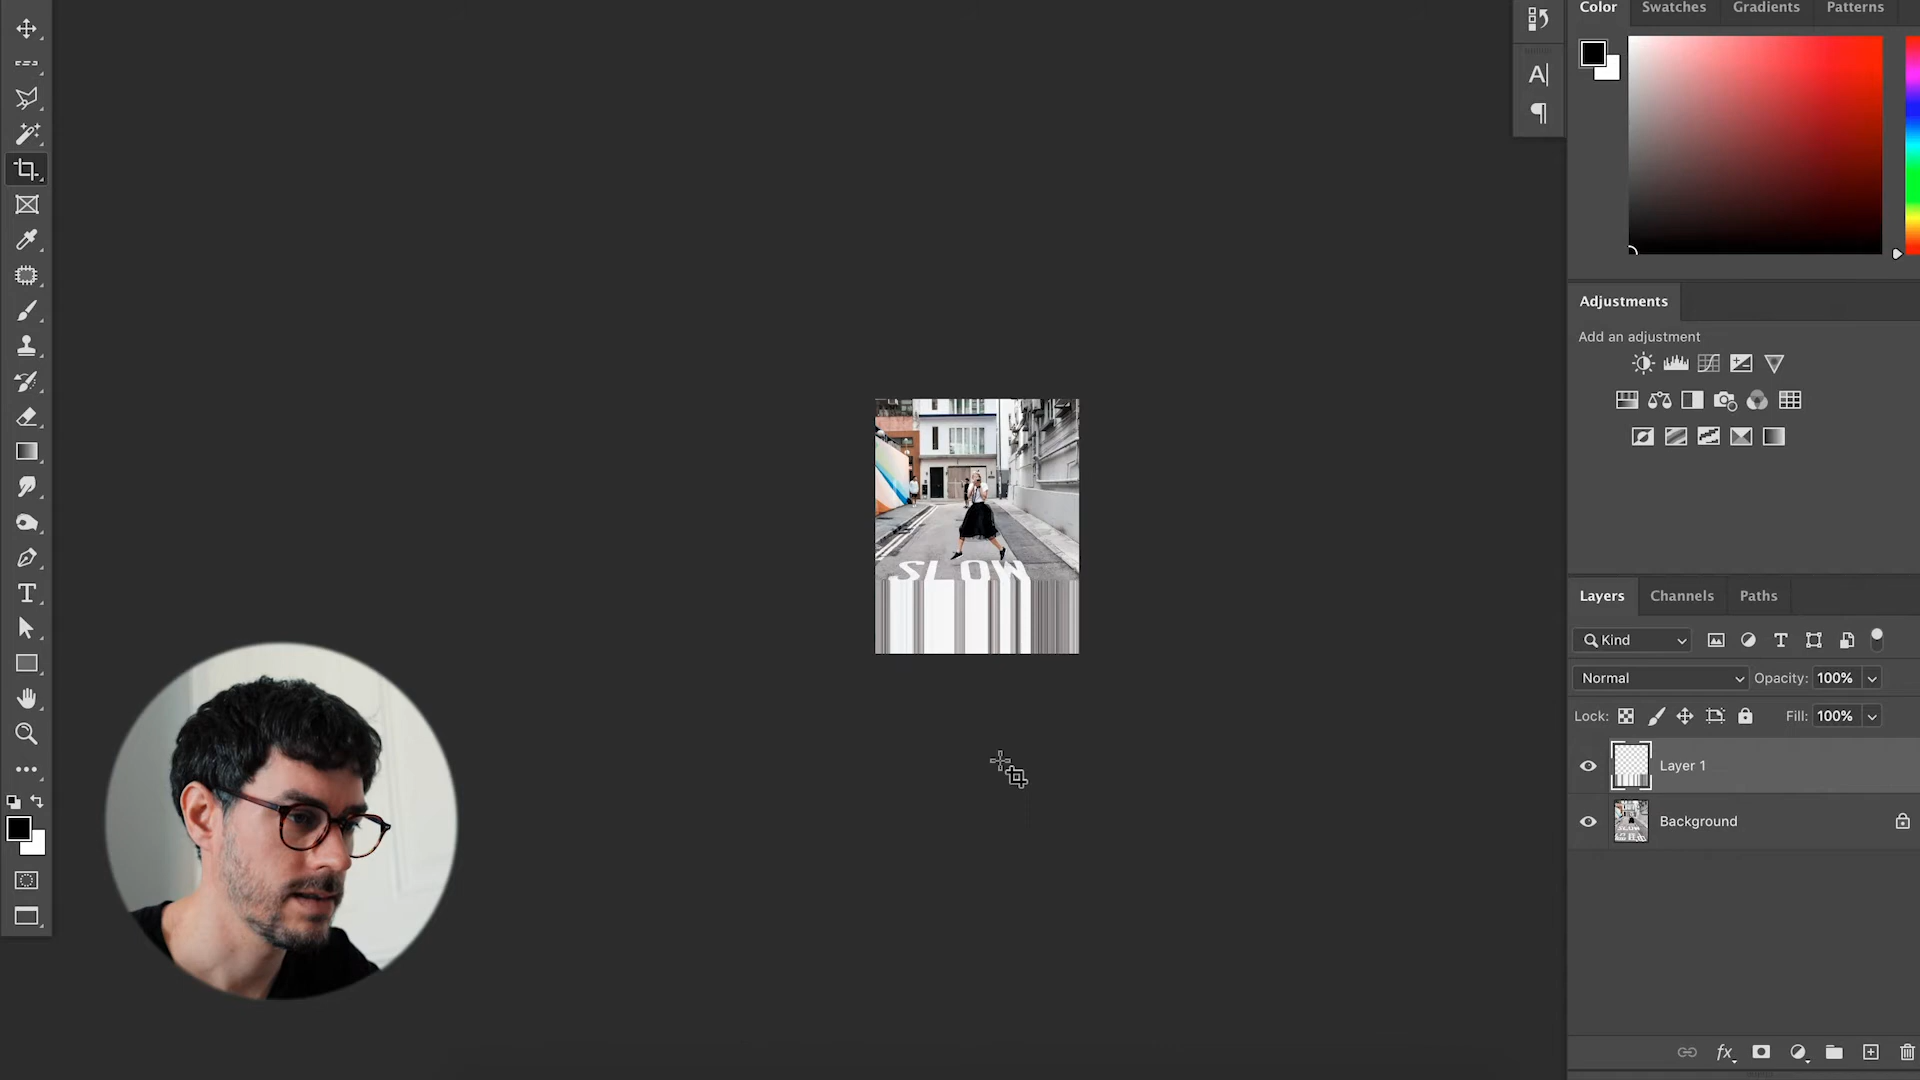 Color Swatches Gradients Patterns
A|
¶
Adjustments
Add an adjustment
SLOW
T
Layers Channels Paths
Kind T
Normal Opacity: 100%
Lock: Fill: 100%
Layer 1
Background
fx